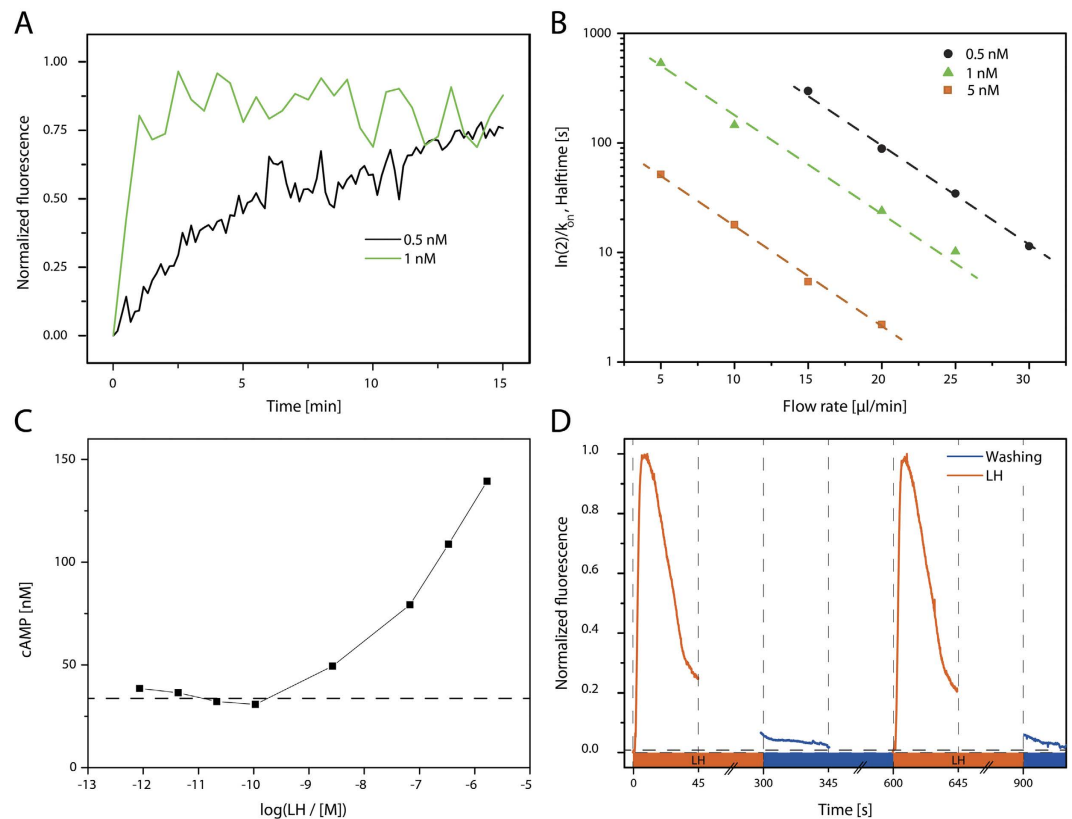 A
1.00
0.75
0.50
0.25
0.00
Normalized fluorescence
0.5 nM
1 nM
0
5
10
15
Time [min]
B
1000
100
10
1
ln(2)/kon, Halftime [s]
0.5 nM
1 nM
5 nM
5
10
15
20
25
30
Flow rate [µl/min]
C
150
100
50
0
cAMP [nM]
-13
-12
-11
-10
-9
-8
-7
-6
-5
log(LH / [M])
D
1.0
0.8
0.6
0.4
0.2
0.0
Normalized fluorescence
Washing
LH
LH
LH
0
45
300
345
600
645
900
Time [s]